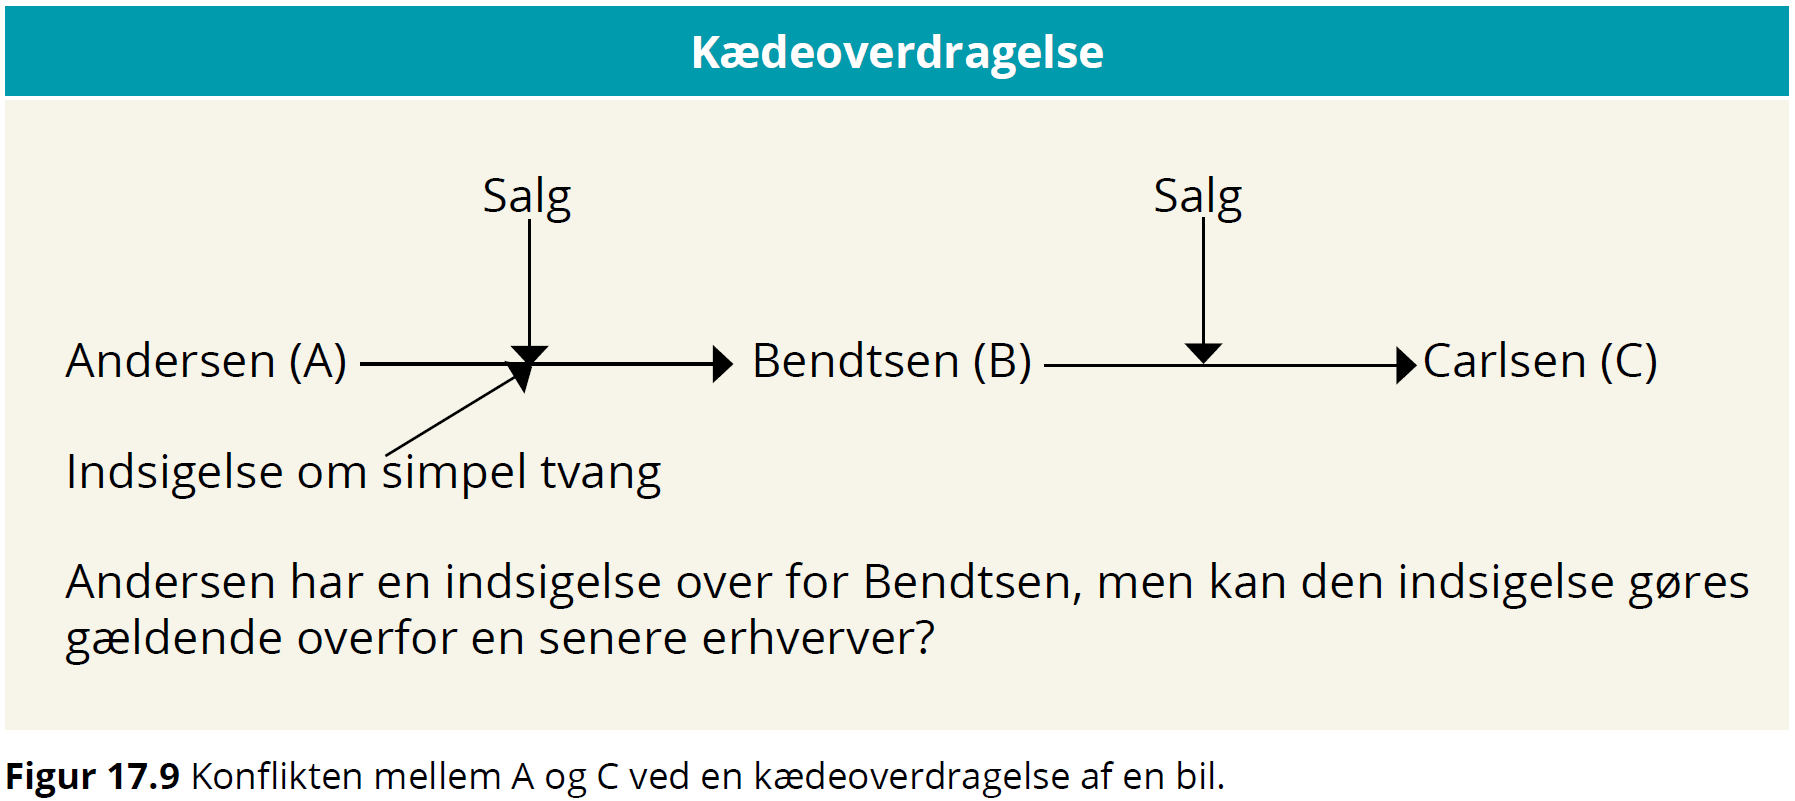 Kædeoverdragelse
Salg Salg
Andersen (A) Bendtsen (B) Carlsen (C)
Indsigelse om simpel tvang
Andersen har en indsigelse over for Bendtsen, men kan den indsigelse gøres
gældende overfor en senere erhverver?
Figur 17.9 Konflikten mellem A og C ved en kædeoverdragelse af en bil.